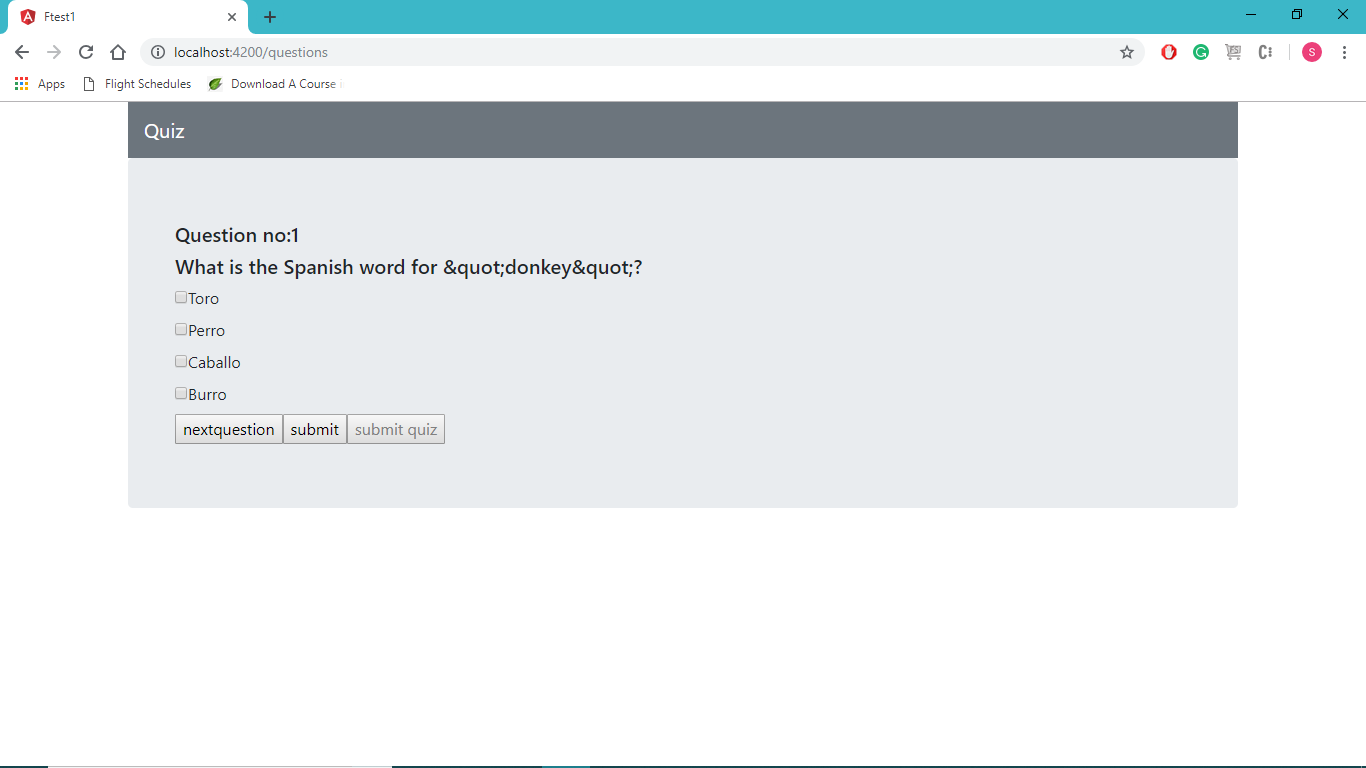 Ftest1
localhost:4200/questions
S
Apps
Flight Schedules
Download A Course i
Quiz
Question no:1
What is the Spanish word for &quot;donkey&quot;?
Toro
Perro
Caballo
Burro
nextquestion submit submit quiz